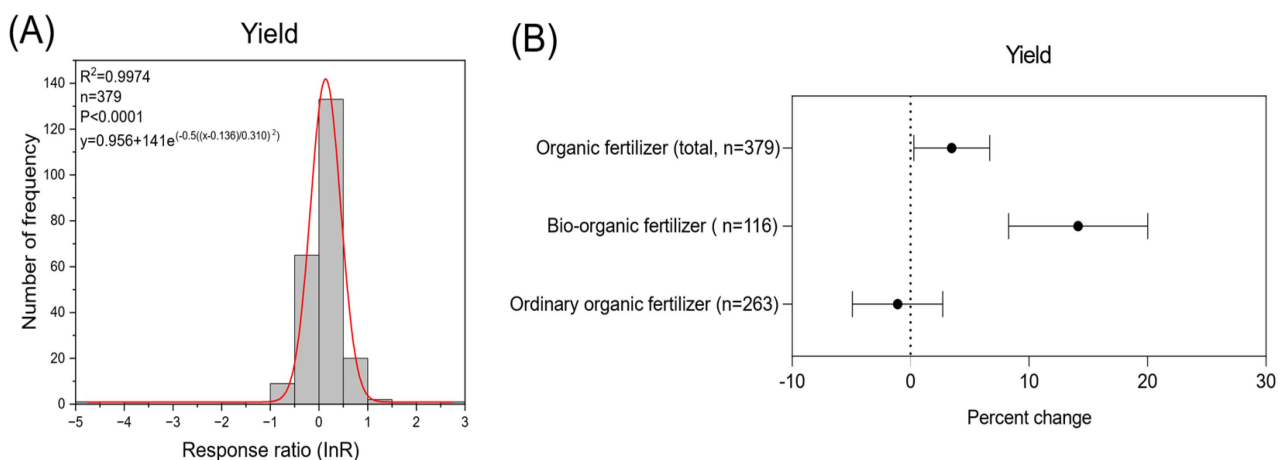 (A)
Yield
R²=0.9974
n=379
P<0.0001
y=0.956+141e^(-0.5((x-0.136)/0.310)²)
140
120
100
80
60
40
20
0
Number of frequency
−5 −4 −3 −2 −1 0 1 2 3
Response ratio (lnR)
(B)
Yield
Organic fertilizer (total, n=379)
Bio-organic fertilizer ( n=116)
Ordinary organic fertilizer (n=263)
-10 0 10 20 30
Percent change